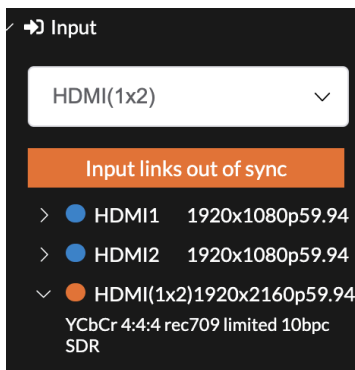 Input
HDMI(1x2)
Input links out of sync
HDMI1 1920x1080p59.94
HDMI2 1920x1080p59.94
HDMI(1x2)1920x2160p59.94
YCbCr 4:4:4 rec709 limited 10bpc
SDR